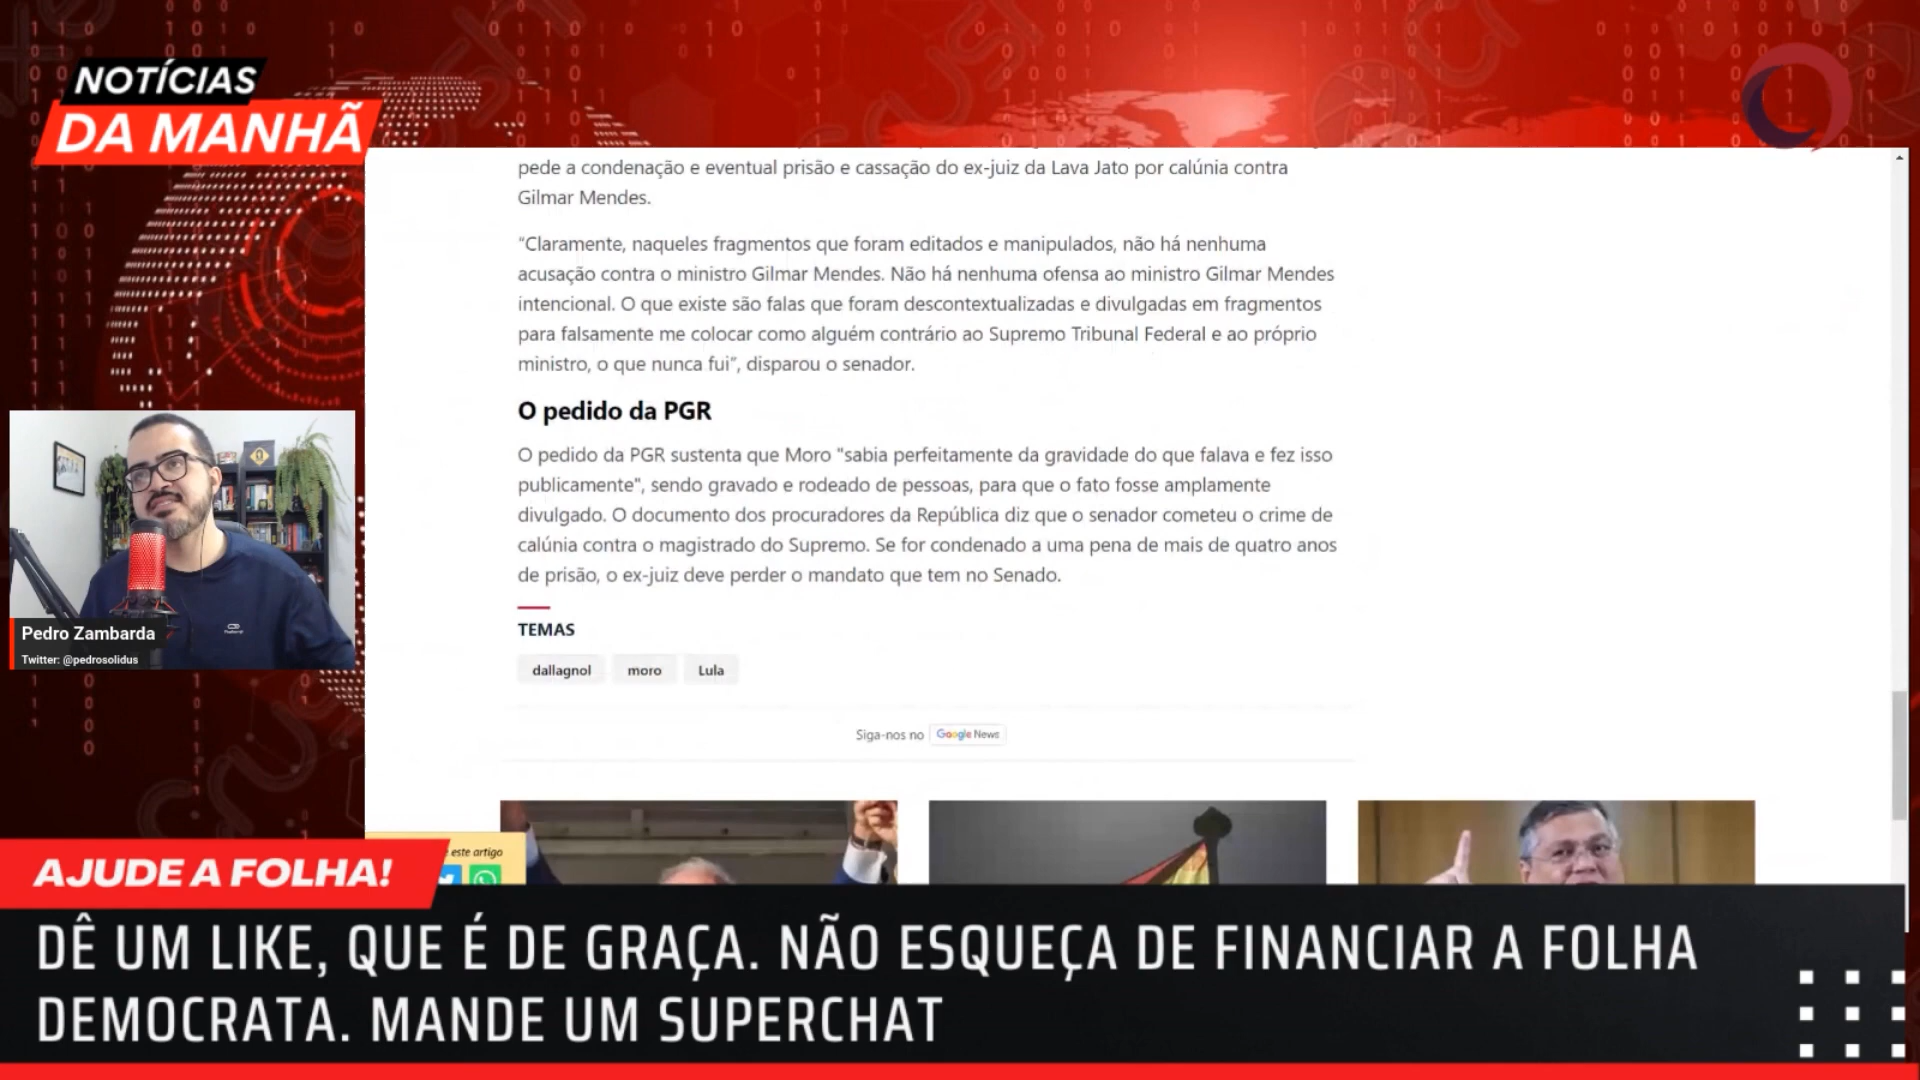 NOTÍCIAS
DA MANHÃ
pede a condenação e eventual prisão e cassação do ex-juiz da Lava Jato por calúnia contra
Gilmar Mendes.
“Claramente, naqueles fragmentos que foram editados e manipulados, não há nenhuma
acusação contra o ministro Gilmar Mendes. Não há nenhuma ofensa ao ministro Gilmar Mendes
intencional. O que existe são falas que foram descontextualizadas e divulgadas em fragmentos
para falsamente me colocar como alguém contrário ao Supremo Tribunal Federal e ao próprio
ministro, o que nunca fui”, disparou o senador.
O pedido da PGR
O pedido da PGR sustenta que Moro "sabia perfeitamente da gravidade do que falava e fez isso
publicamente", sendo gravado e rodeado de pessoas, para que o fato fosse amplamente
divulgado. O documento dos procuradores da República diz que o senador cometeu o crime de
calúnia contra o magistrado do Supremo. Se for condenado a uma pena de mais de quatro anos
de prisão, o ex-juiz deve perder o mandato que tem no Senado.
TEMAS
dallagnol moro Lula
Siga-nos no Google News
Pedro Zambarda
Twitter: @pedrosolidus
este artigo
AJUDE A FOLHA!
DÊ UM LIKE, QUE É DE GRAÇA. NÃO ESQUEÇA DE FINANCIAR A FOLHA
DEMOCRATA. MANDE UM SUPERCHAT